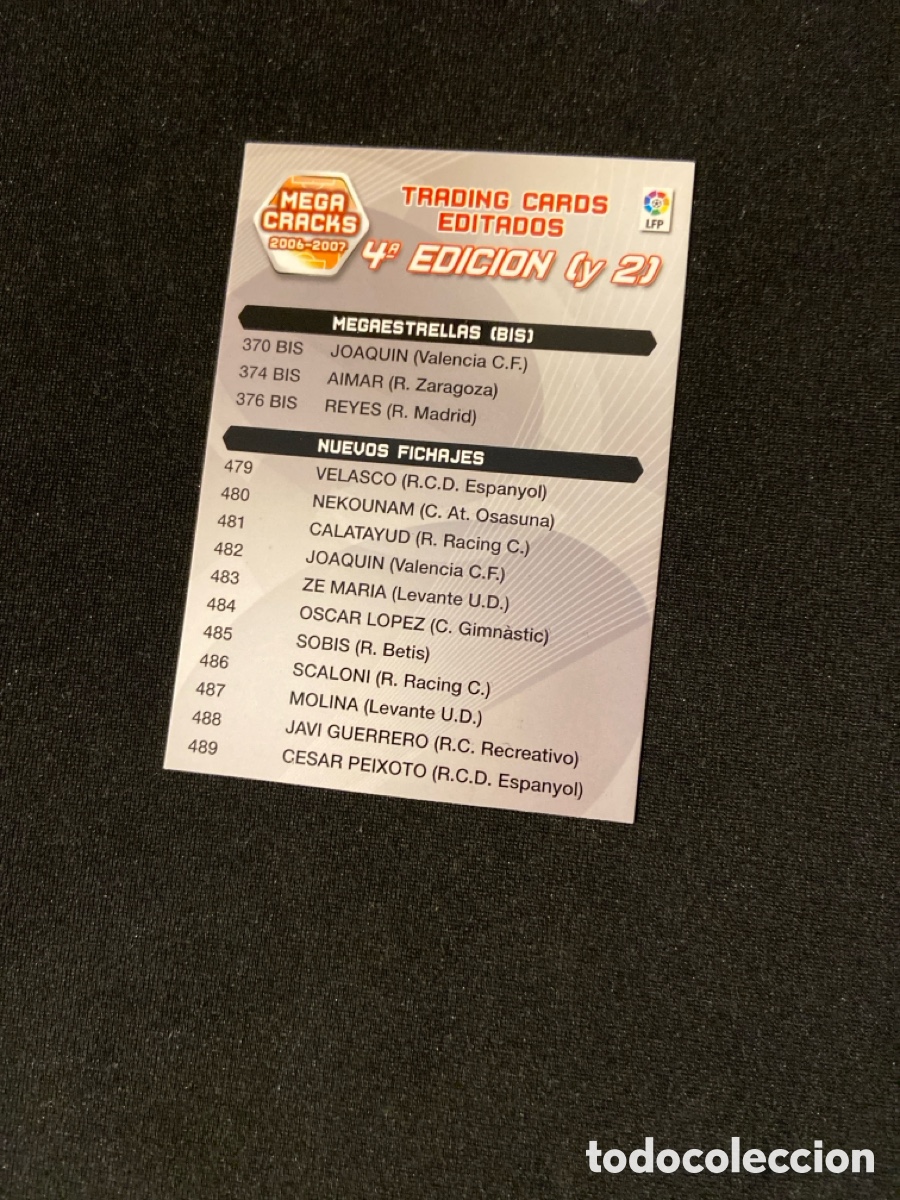 MEGA
CRACKS
2006-2007
TRADING CARDS
EDITADOS
4ª EDICION (y 2)
LFP
MEGAESTRELLAS (BIS)
370 BIS JOAQUIN (Valencia C.F.)
374 BIS AIMAR (R. Zaragoza)
376 BIS REYES (R. Madrid)
NUEVOS FICHAJES
479 VELASCO (R.C.D. Espanyol)
480 NEKOUNAM (C. At. Osasuna)
481 CALATAYUD (R. Racing C.)
482 JOAQUIN (Valencia C.F.)
483 ZE MARIA (Levante U.D.)
484 OSCAR LOPEZ (C. Gimnàstic)
485 SOBIS (R. Betis)
486 SCALONI (R. Racing C.)
487 MOLINA (Levante U.D.)
488 JAVI GUERRERO (R.C. Recreativo)
489 CESAR PEIXOTO (R.C.D. Espanyol)
todocoleccion